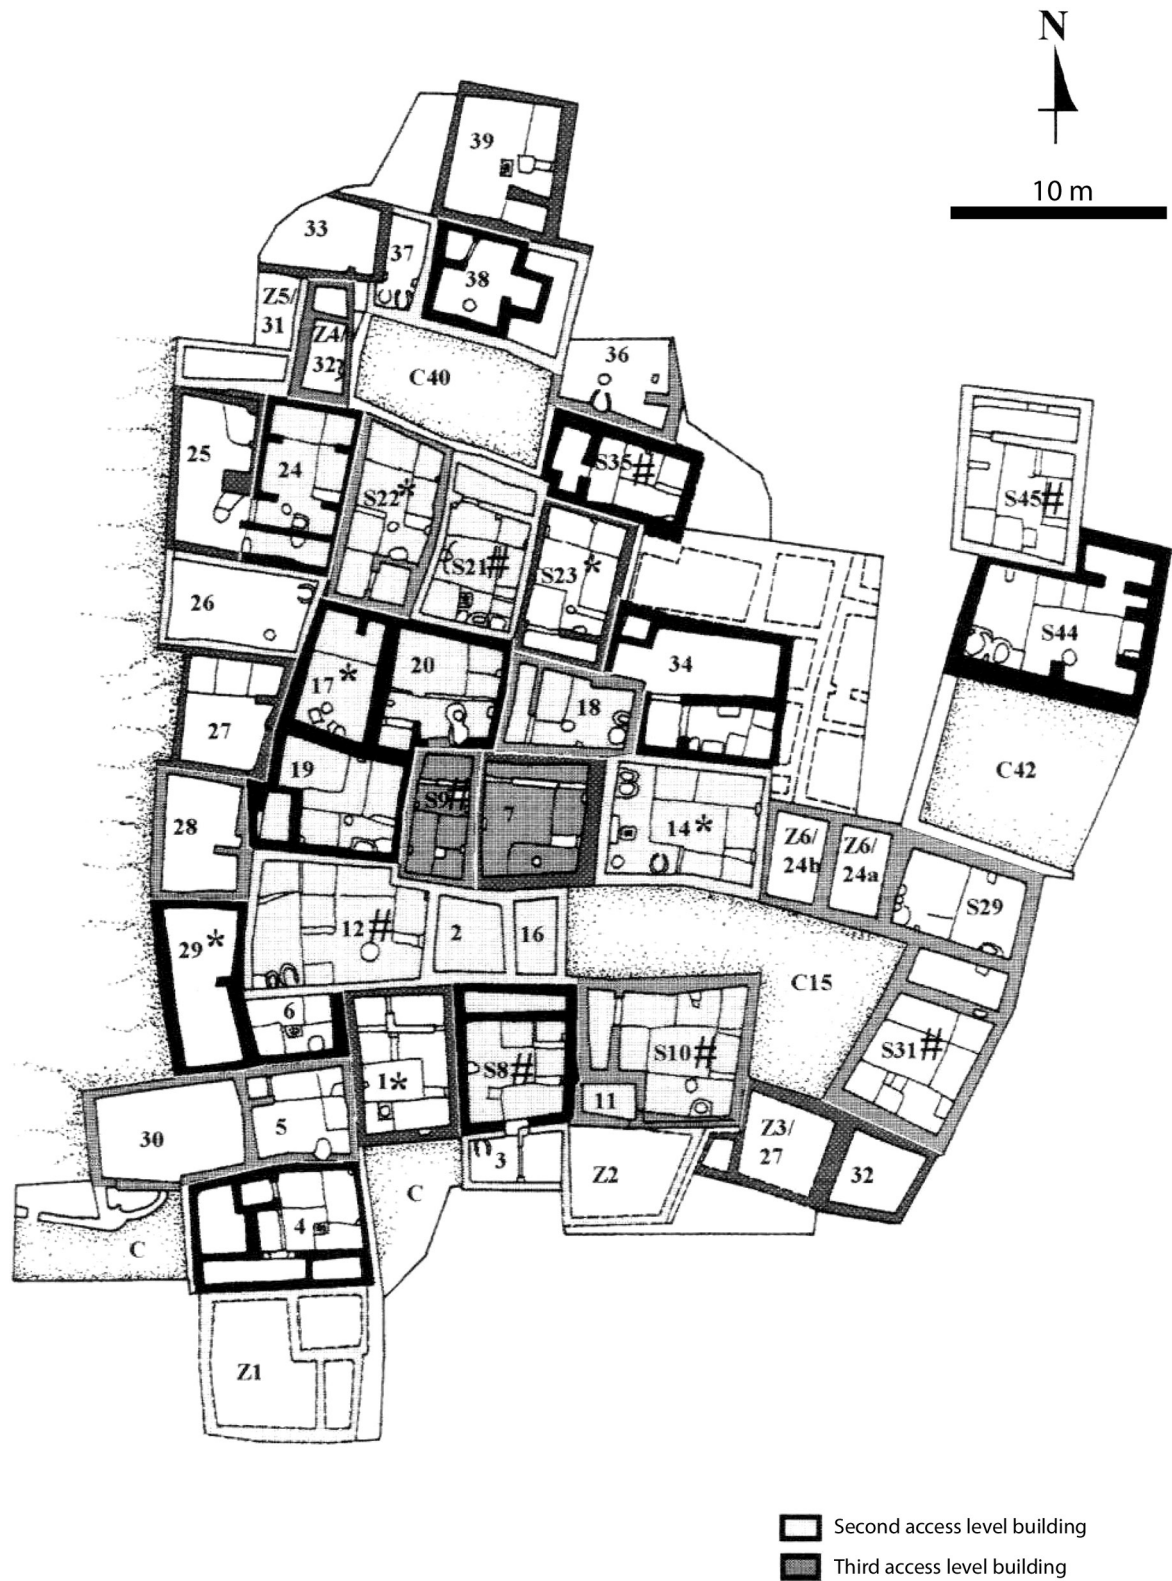 N
10 m
39
33
37
38
Z5/
31
Z4/
32
C40
36
25
24
S22*
S35#
S45#
S21#
S23*
26
S44
20
34
17*
18
27
19
C42
S9#
7
28
14*
Z6/
24b
Z6/
24a
S29
12#
2
16
29*
C15
6
S31#
S8#
S10#
1*
11
30
5
3
Z3/
27
32
Z2
C
4
C
Z1
Second access level building
Third access level building